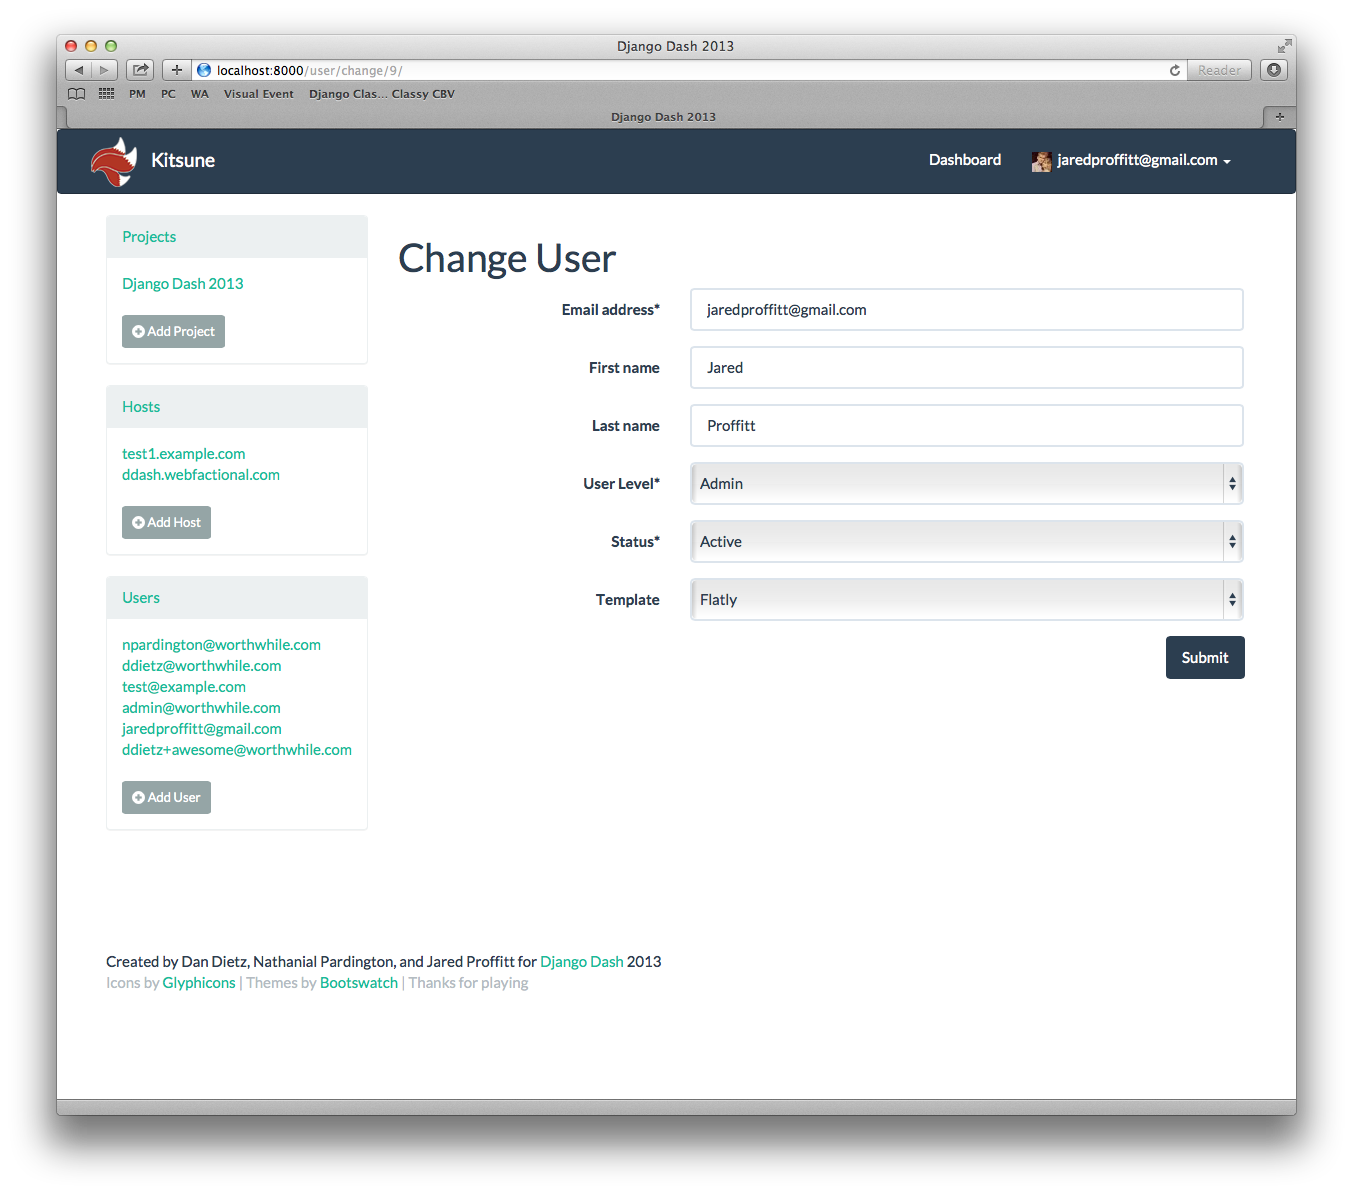 Django Dash 2013
localhost:8000/user/change/9/
Reader
PM PC WA Visual Event Django Clas... Classy CBV
Django Dash 2013
Kitsune
Dashboard
jaredproffitt@gmail.com
Projects
Django Dash 2013
Add Project
Hosts
test1.example.com
ddash.webfactional.com
Add Host
Users
npardington@worthwhile.com
ddietz@worthwhile.com
test@example.com
admin@worthwhile.com
jaredproffitt@gmail.com
ddietz+awesome@worthwhile.com
Add User
Change User
Email address* jaredproffitt@gmail.com
First name Jared
Last name Proffitt
User Level* Admin
Status* Active
Template Flatly
Submit
Created by Dan Dietz, Nathanial Pardington, and Jared Proffitt for Django Dash 2013
Icons by Glyphicons | Themes by Bootswatch | Thanks for playing